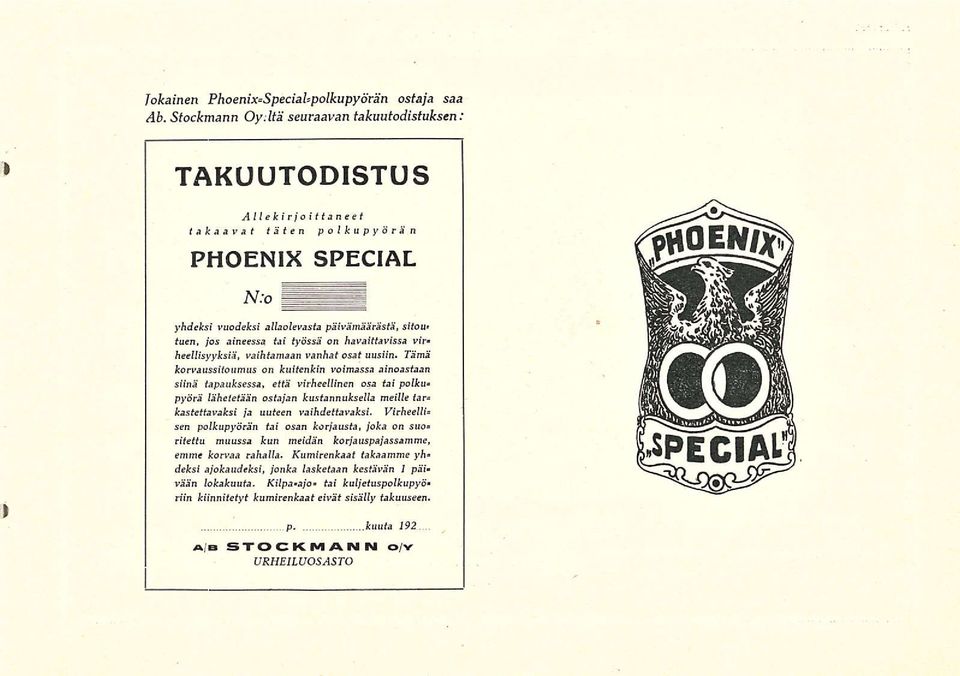 Jokainen Phoenix=Special=polkupyörän ostaja saa
Ab. Stockmann Oy:ltä seuraavan takuutodistuksen:
TAKUUTODISTUS
Allekirjoittaneet
takaavat täten polkupyörän
PHOENIX SPECIAL
N:o
yhdeksi vuodeksi allaolevasta päivämäärästä, sitou=
tuen, jos aineessa tai työssä on havaittavissa vir=
heellisyyksiä, vaihtamaan vanhat osat uusiin. Tämä
korvaussitoumus on kuitenkin voimassa ainoastaan
siinä tapauksessa, että virheellinen osa tai polku=
pyörä lähetetään ostajan kustannuksella meille tar=
kastettavaksi ja uuteen vaihdettavaksi. Virheelli=
sen polkupyörän tai osan korjausta, joka on suo=
ritettu muussa kun meidän korjauspajassamme,
emme korvaa rahalla. Kumirenkaat takaamme yh=
deksi ajokaudeksi, jonka lasketaan kestävän 1 päi=
vään lokakuuta. Kilpa=ajo= tai kuljetuspolkupyö=
riin kiinnitetyt kumirenkaat eivät sisälly takuuseen.
............................p. ....................kuuta 192....
A/B STOCKMANN O/Y
URHEILUOSASTO
„PHOENIX"
„SPECIAL"